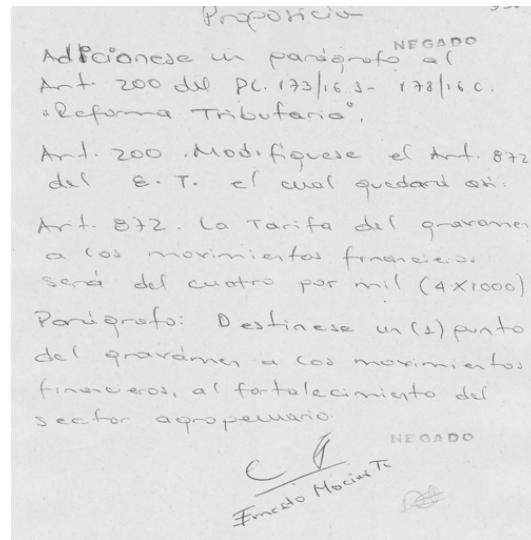 Proposición
NEGADO
Adiciónese un parágrafo al
Art. 200 del PL. 173/16.S- 178/16 C.
"Reforma Tributaria".
Art. 200. Modifíquese el Art. 872
del E. T. el cual quedará así:
Art. 872. La Tarifa del gravamen
a los movimientos financieros
será del cuatro por mil (4X1000)
Parágrafo: Destínese un (1) punto
del gravámen a los movimientos
financieros, al fortalecimiento del
sector agropecuario.
NEGADO
Ernesto Macías T